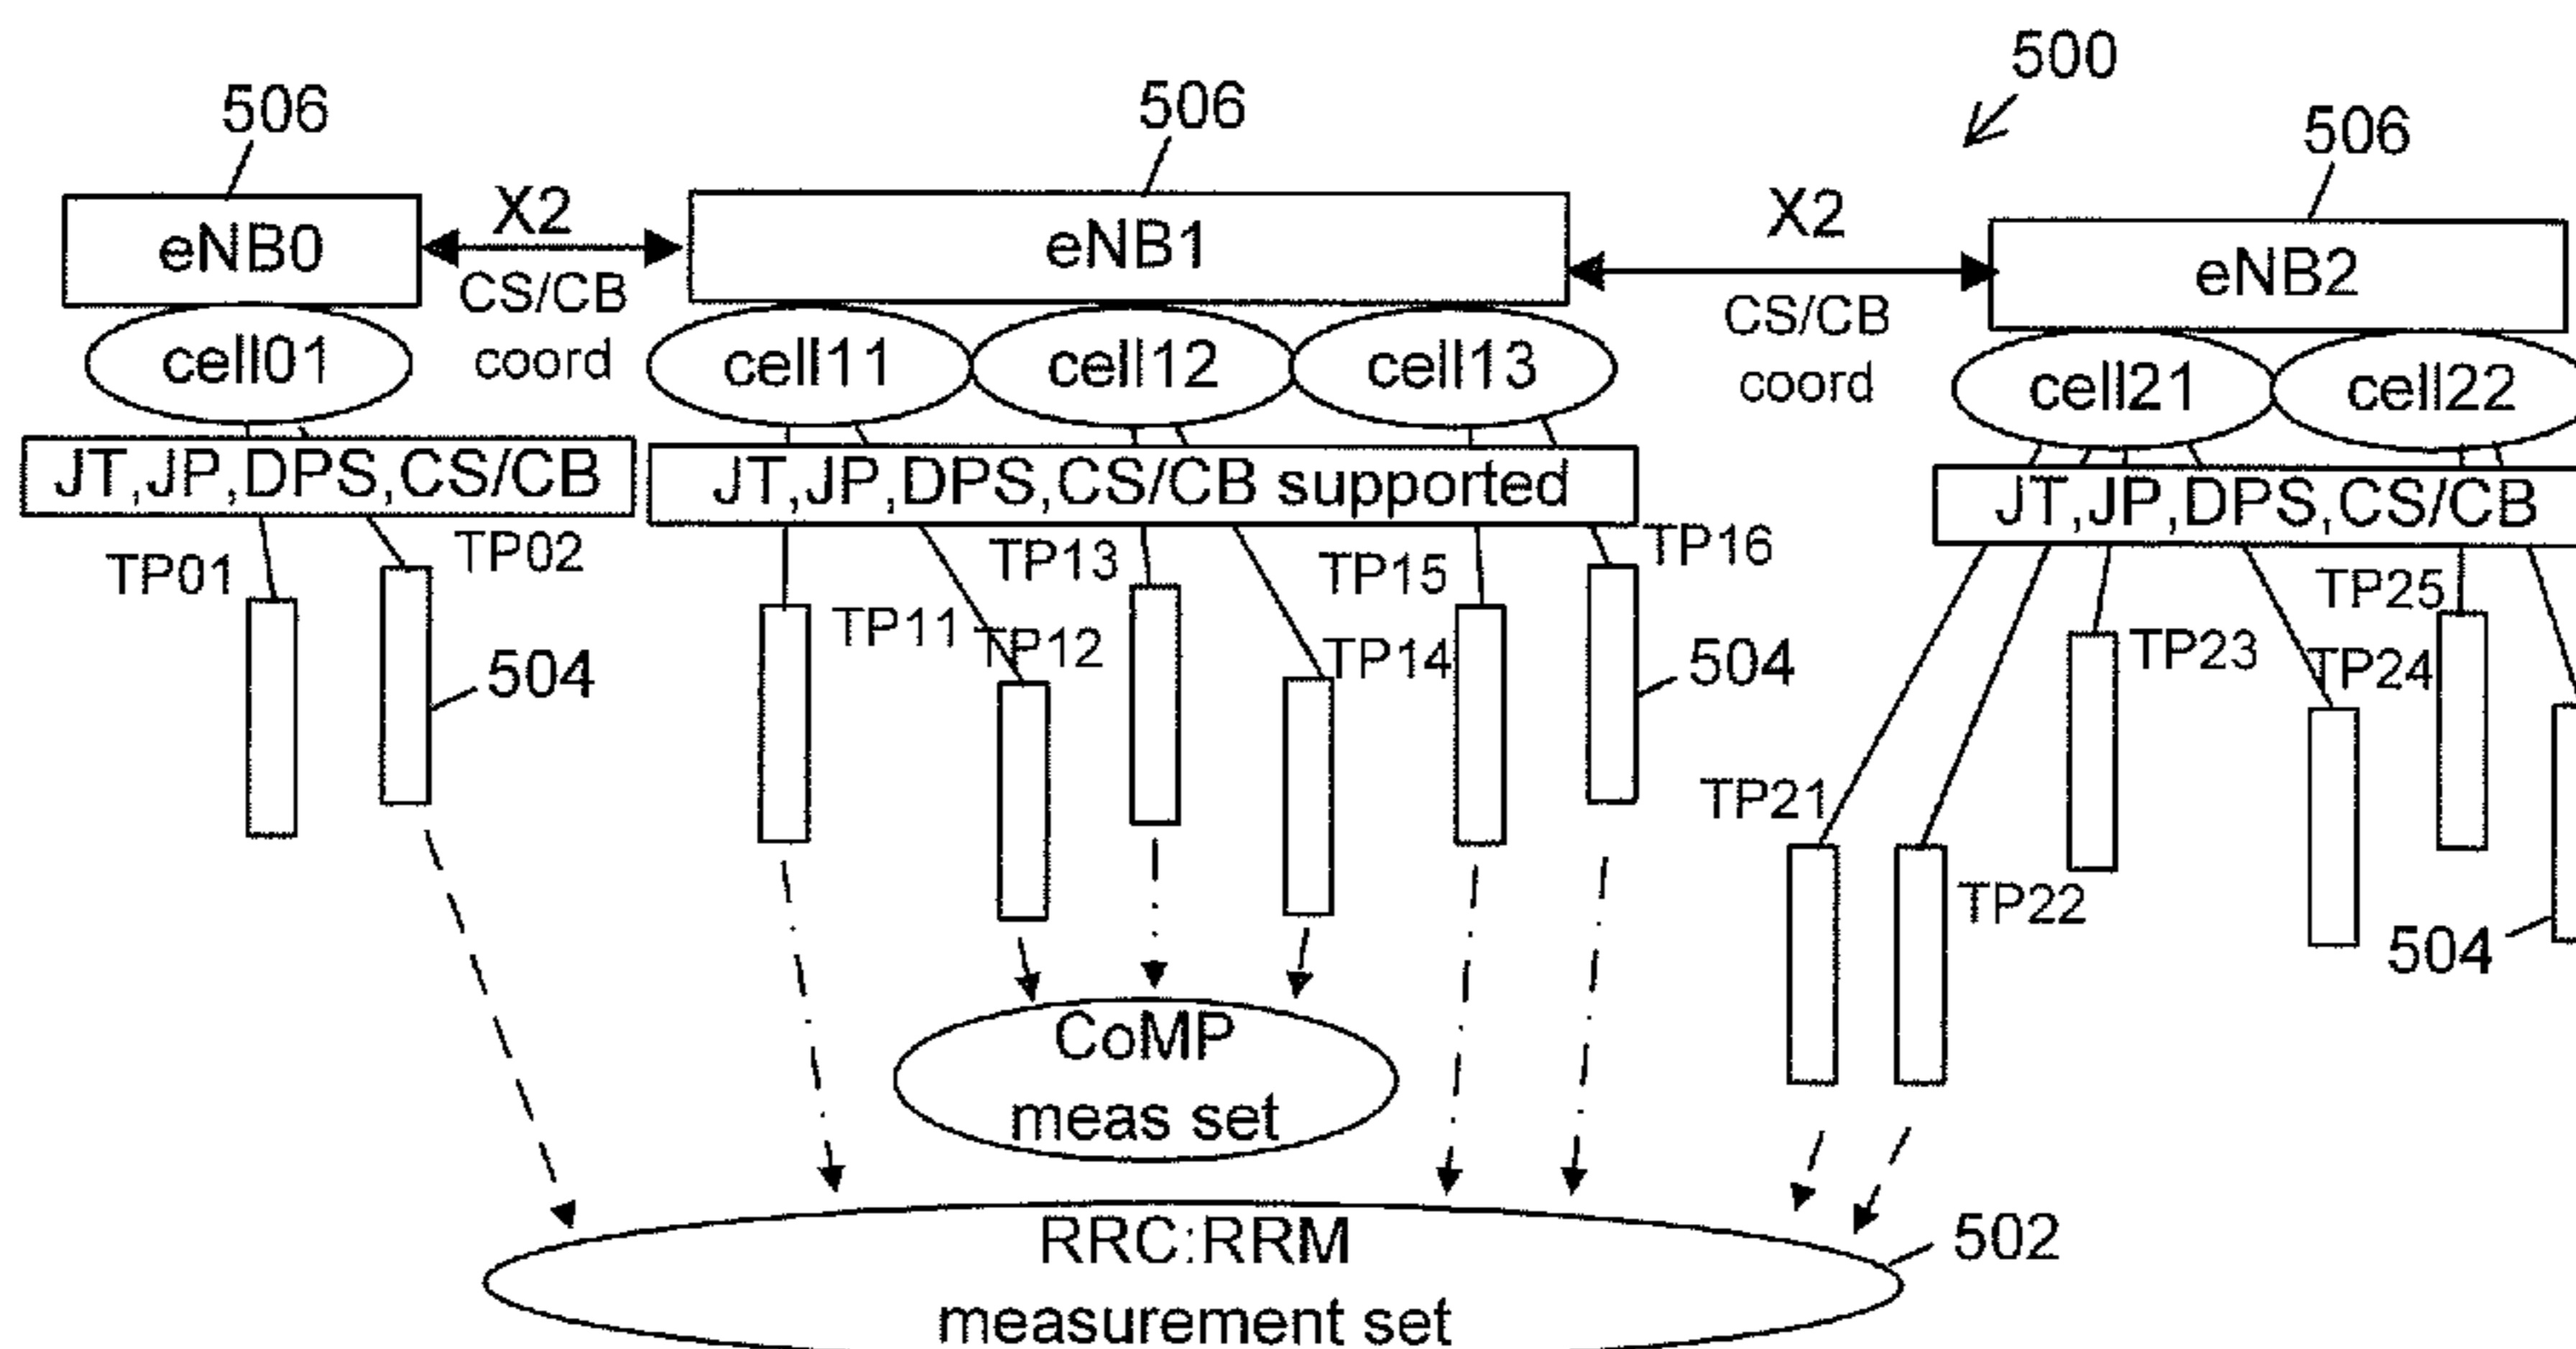 500
506
506
506
eNB0
X2
eNB1
X2
eNB2
CS/CB
coord
CS/CB
coord
cell01
cell11
cell12
cell13
cell21
cell22
JT,JP,DPS,CS/CB
JT,JP,DPS,CS/CB supported
JT,JP,DPS,CS/CB
TP01
TP02
TP11
TP12
TP13
TP14
TP15
TP16
TP21
TP22
TP23
TP24
TP25
504
504
504
CoMP
meas set
RRC:RRM
measurement set
502